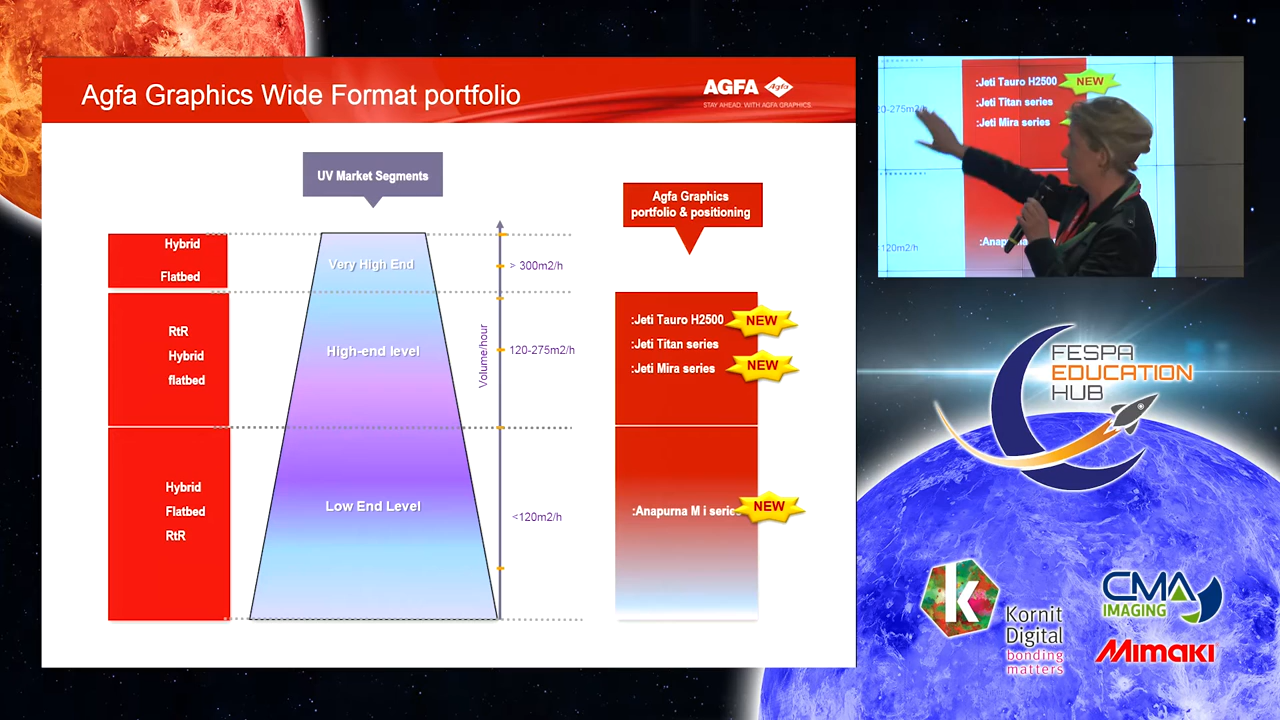 Agfa Graphics Wide Format portfolio
AGFA
Agfa
STAY AHEAD. WITH AGFA GRAPHICS.
UV Market Segments
Agfa Graphics
portfolio & positioning
Hybrid
Flatbed
Very High End
> 300m2/h
RtR
Hybrid
flatbed
High-end level
Volume/hour
120-275m2/h
:Jeti Tauro H2500
NEW
:Jeti Titan series
:Jeti Mira series
NEW
Hybrid
Flatbed
RtR
Low End Level
<120m2/h
:Anapurna M i serie
NEW
:Jeti Tauro H2500
NEW
:Jeti Titan series
:Jeti Mira series
20-275m2/h
120m2/h
:Anapurna
FESPA
EDUCATION
HUB
k
Kornit
Digital
bonding
matters
CMA
IMAGING
Mimaki